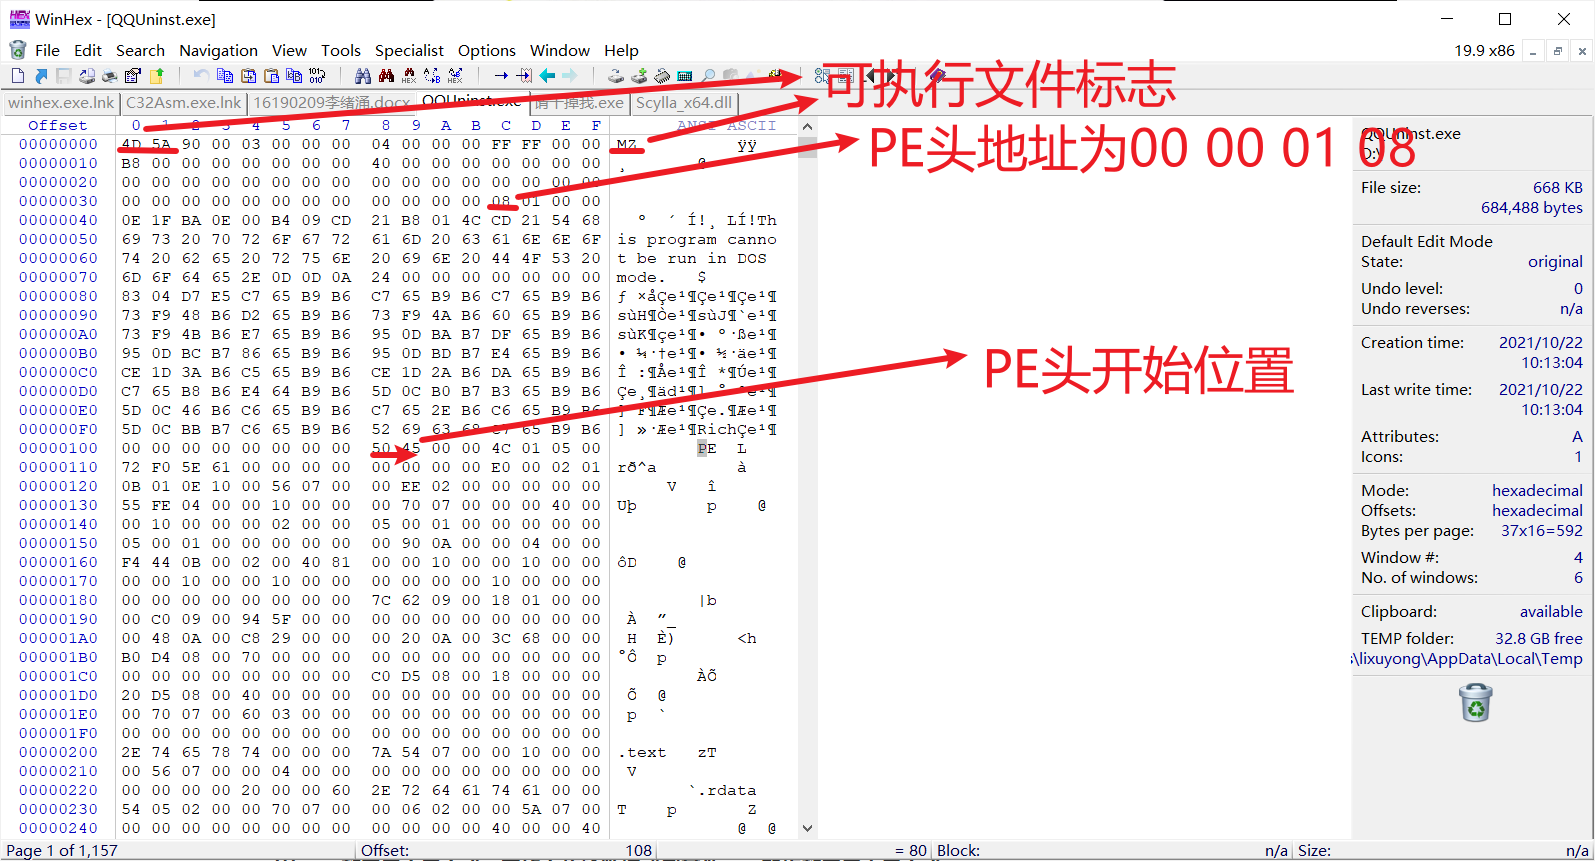 WinHex - [QQUninst.exe]
File Edit Search Navigation View Tools Specialist Options Window Help 19.9 x86
winhex.exe.lnk C32Asm.exe.lnk 16190209李绪涌.docx QQUninst.exe 请干掉我.exe Scylla_x64.dll
可执行文件标志
PE头地址为00 00 01 08
PE头开始位置
Offset 0 1 2 3 4 5 6 7 8 9 A B C D E F ANSI ASCII
00000000 4D 5A 90 00 03 00 00 00 04 00 00 00 FF FF 00 00 MZ ÿÿ
00000010 B8 00 00 00 00 00 00 00 40 00 00 00 00 00 00 00 ¸ @
00000020 00 00 00 00 00 00 00 00 00 00 00 00 00 00 00 00
00000030 00 00 00 00 00 00 00 00 00 00 00 00 08 01 00 00
00000040 0E 1F BA 0E 00 B4 09 CD 21 B8 01 4C CD 21 54 68 º ´ Í!¸ LÍ!Th
00000050 69 73 20 70 72 6F 67 72 61 6D 20 63 61 6E 6E 6F is program canno
00000060 74 20 62 65 20 72 75 6E 20 69 6E 20 44 4F 53 20 t be run in DOS
00000070 6D 6F 64 65 2E 0D 0D 0A 24 00 00 00 00 00 00 00 mode. $
00000080 83 04 D7 E5 C7 65 B9 B6 C7 65 B9 B6 C7 65 B9 B6 ƒ ×åÇe¹¶Çe¹¶Çe¹¶
00000090 73 F9 48 B6 D2 65 B9 B6 73 F9 4A B6 60 65 B9 B6 sùH¶Òe¹¶sùJ¶`e¹¶
000000A0 73 F9 4B B6 E7 65 B9 B6 95 0D BA B7 DF 65 B9 B6 sùK¶çe¹¶• º·ße¹¶
000000B0 95 0D BC B7 86 65 B9 B6 95 0D BD B7 E4 65 B9 B6 • ¼·†e¹¶• ½·äe¹¶
000000C0 CE 1D 3A B6 C5 65 B9 B6 CE 1D 2A B6 DA 65 B9 B6 Î :¶Åe¹¶Î *¶Úe¹¶
000000D0 C7 65 B8 B6 E4 64 B9 B6 5D 0C B0 B7 B3 65 B9 B6 Çe¸¶äd¹¶] °·³e¹¶
000000E0 5D 0C 46 B6 C6 65 B9 B6 C7 65 2E B6 C6 65 B9 B6 ] F¶Æe¹¶Çe.¶Æe¹¶
000000F0 5D 0C BB B7 C6 65 B9 B6 52 69 63 68 C7 65 B9 B6 ] »·Æe¹¶RichÇe¹¶
00000100 00 00 00 00 00 00 00 00 50 45 00 00 4C 01 05 00 PE L
00000110 72 F0 5E 61 00 00 00 00 00 00 00 00 E0 00 02 01 rð^a à
00000120 0B 01 0E 10 00 56 07 00 00 EE 02 00 00 00 00 00 V î
00000130 55 FE 04 00 00 10 00 00 00 70 07 00 00 00 40 00 Uþ p @
00000140 00 10 00 00 00 02 00 00 05 00 01 00 00 00 00 00
00000150 05 00 01 00 00 00 00 00 00 90 0A 00 00 04 00 00
00000160 F4 44 0B 00 02 00 40 81 00 00 10 00 00 10 00 00 ôD @
00000170 00 00 10 00 00 10 00 00 00 00 00 00 10 00 00 00
00000180 00 00 00 00 00 00 00 00 7C 62 09 00 18 01 00 00 |b
00000190 00 C0 09 00 94 5F 00 00 00 00 00 00 00 00 00 00 À ”_
000001A0 00 48 0A 00 C8 29 00 00 00 20 0A 00 3C 68 00 00 H È) <h
000001B0 B0 D4 08 00 70 00 00 00 00 00 00 00 00 00 00 00 °Ô p
000001C0 00 00 00 00 00 00 00 00 C0 D5 08 00 18 00 00 00 ÀÕ
000001D0 20 D5 08 00 40 00 00 00 00 00 00 00 00 00 00 00 Õ @
000001E0 00 70 07 00 60 03 00 00 00 00 00 00 00 00 00 00 p `
000001F0 00 00 00 00 00 00 00 00 00 00 00 00 00 00 00 00
00000200 2E 74 65 78 74 00 00 00 7A 54 07 00 00 10 00 00 .text zT
00000210 00 56 07 00 00 04 00 00 00 00 00 00 00 00 00 00 V
00000220 00 00 00 00 20 00 00 60 2E 72 64 61 74 61 00 00 `.rdata
00000230 54 05 02 00 00 70 07 00 00 06 02 00 00 5A 07 00 T p Z
00000240 00 00 00 00 00 00 00 00 00 00 00 00 40 00 00 40 @ @
QQUninst.exe
D:\
File size: 668 KB
684,488 bytes
Default Edit Mode
State: original
Undo level: 0
Undo reverses: n/a
Creation time: 2021/10/22
10:13:04
Last write time: 2021/10/22
10:13:04
Attributes: A
Icons: 1
Mode: hexadecimal
Offsets: hexadecimal
Bytes per page: 37x16=592
Window #: 4
No. of windows: 6
Clipboard: available
TEMP folder: 32.8 GB free
s\lixuyong\AppData\Local\Temp
Page 1 of 1,157 Offset: 108 = 80 Block: n/a Size: n/a